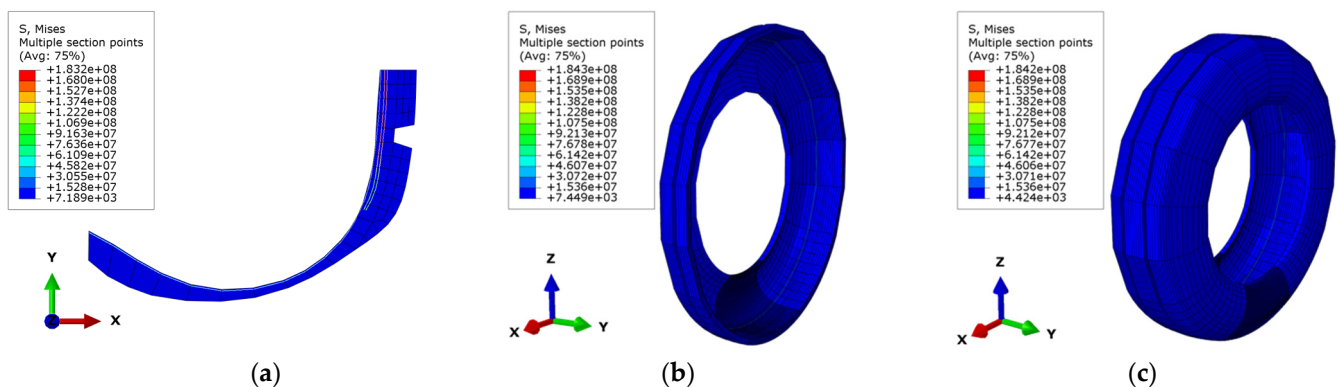 S, Mises
Multiple section points
(Avg: 75%)
+1.832e+08
+1.680e+08
+1.527e+08
+1.374e+08
+1.222e+08
+1.069e+08
+9.163e+07
+7.636e+07
+6.109e+07
+4.582e+07
+3.055e+07
+1.528e+07
+7.189e+03
Y
Z
X
(a)
S, Mises
Multiple section points
(Avg: 75%)
+1.843e+08
+1.689e+08
+1.535e+08
+1.382e+08
+1.228e+08
+1.075e+08
+9.213e+07
+7.678e+07
+6.142e+07
+4.607e+07
+3.072e+07
+1.536e+07
+7.449e+03
Z
X
Y
(b)
S, Mises
Multiple section points
(Avg: 75%)
+1.842e+08
+1.689e+08
+1.535e+08
+1.382e+08
+1.228e+08
+1.075e+08
+9.212e+07
+7.677e+07
+6.142e+07
+4.606e+07
+3.071e+07
+1.536e+07
+4.424e+03
Z
X
Y
(c)